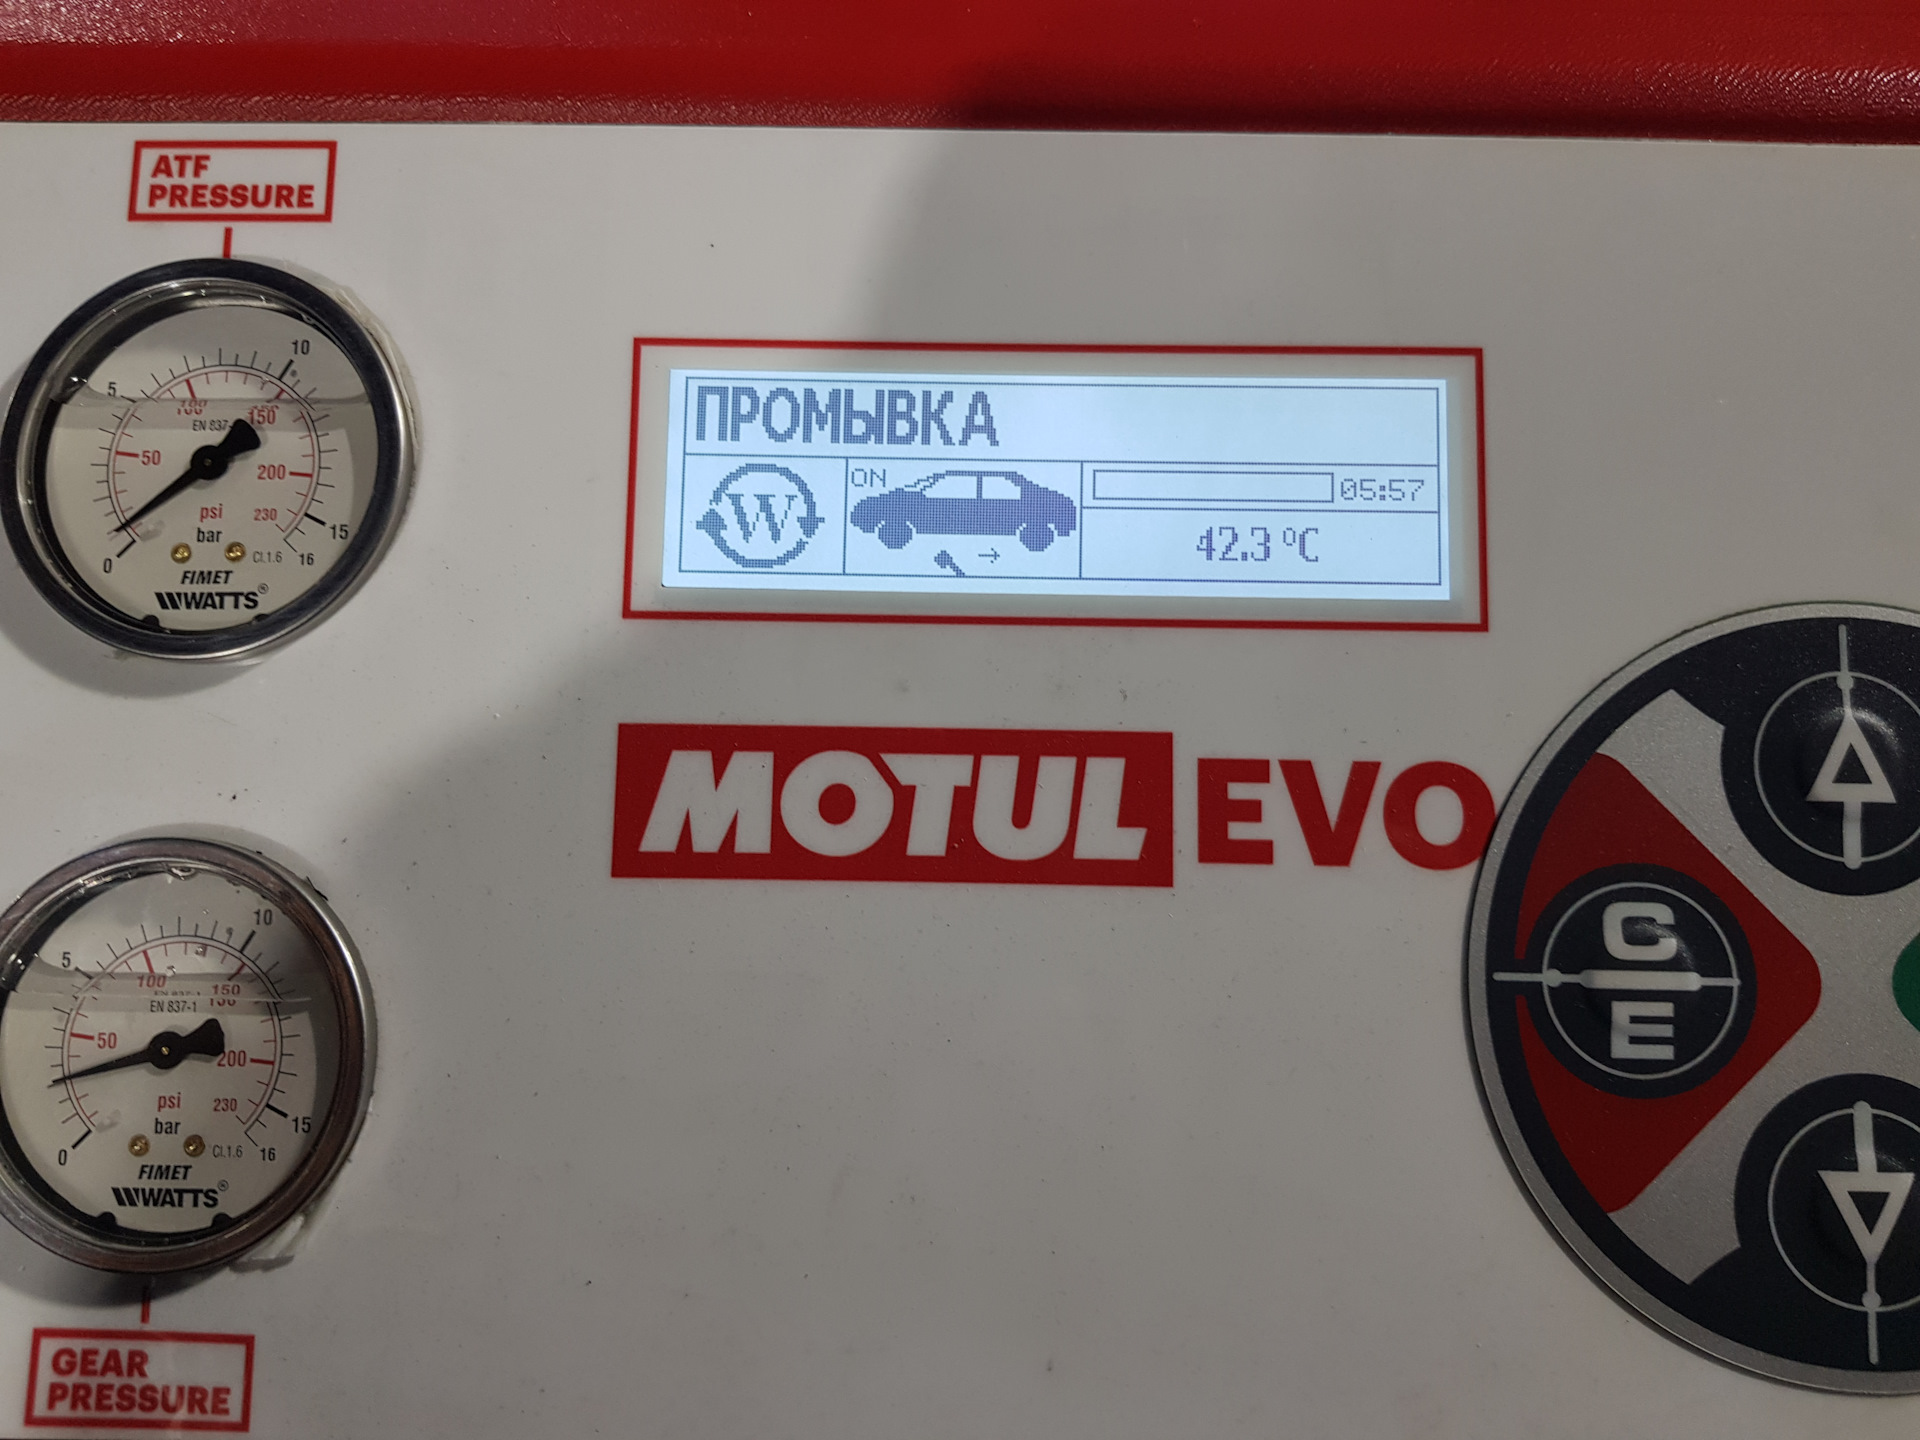 ATF
PRESSURE
10
5
100
150
EN 837-
50
200
psi
230
bar
15
0
Cl.1.6
16
FIMET
WATTS®
ПРОМЫВКА
W
ON
05:57
42.3 °C
MOTUL EVO
C
E
10
5
100
150
EN 837-1
50
200
psi
230
bar
15
0
Cl.1.6
16
FIMET
WATTS®
GEAR
PRESSURE